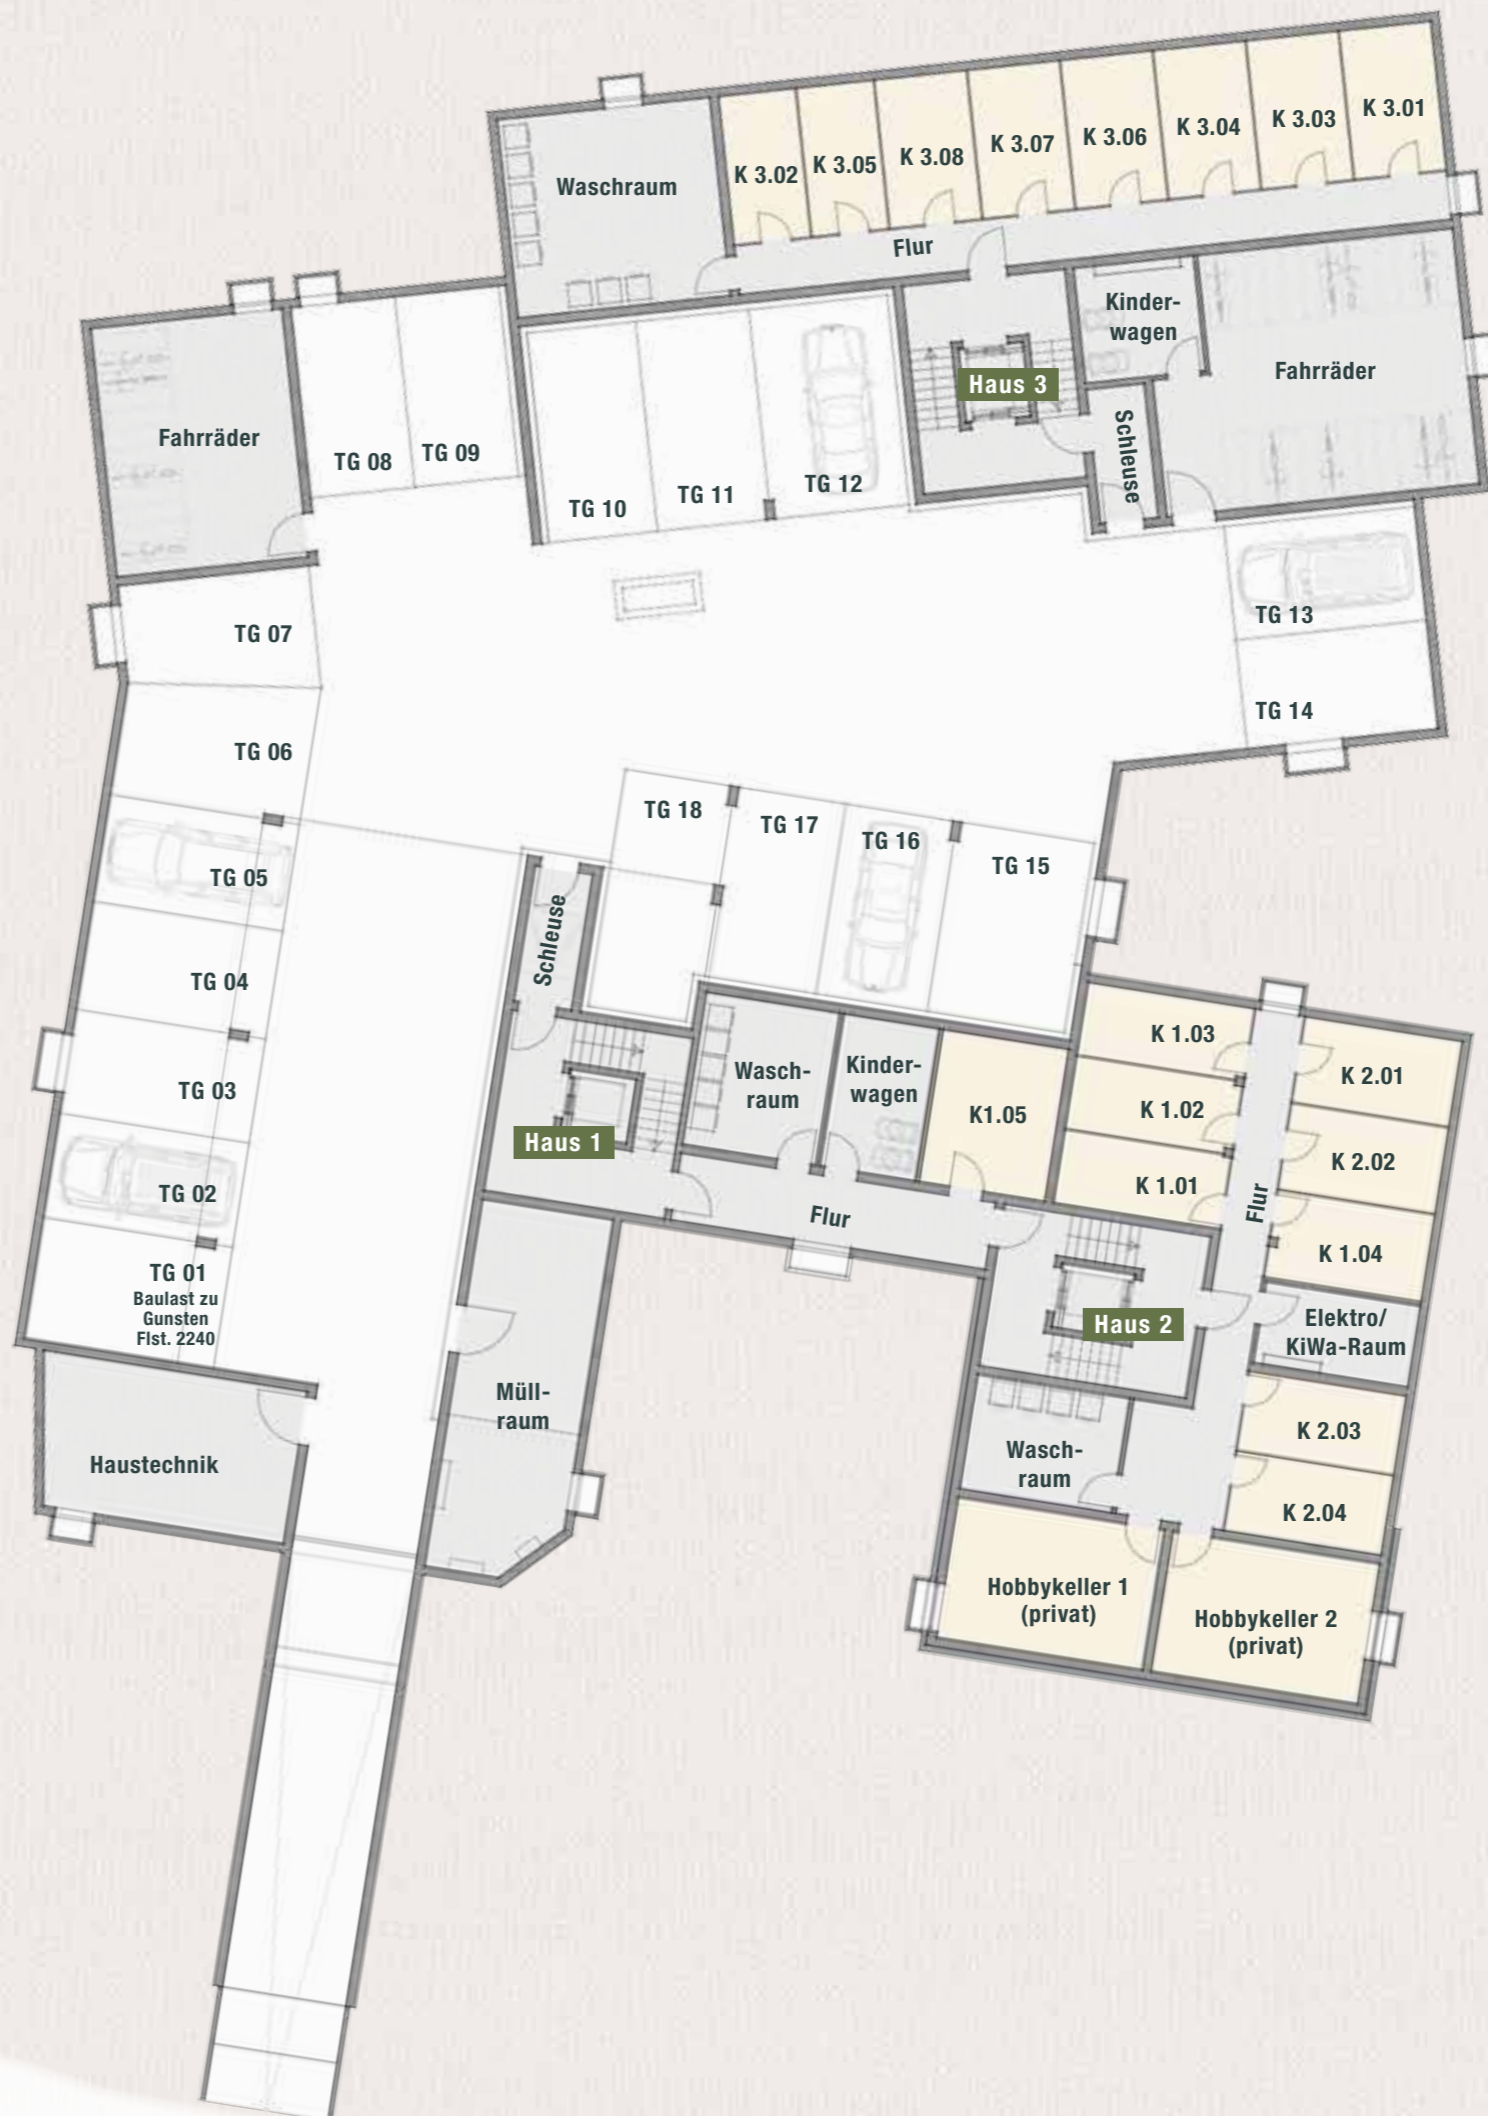 K 3.01
K 3.03
K 3.04
K 3.06
K 3.07
K 3.08
K 3.05
K 3.02
Waschraum
Flur
Kinder-
wagen
Fahrräder
Haus 3
Schleuse
Fahrräder
TG 08
TG 09
TG 10
TG 11
TG 12
TG 13
TG 14
TG 07
TG 06
TG 05
TG 04
TG 03
TG 02
TG 01
Baulast zu
Gunsten
Flst. 2240
TG 18
TG 17
TG 16
TG 15
Schleuse
Haus 1
Wasch-
raum
Kinder-
wagen
K1.05
K 1.03
K 1.02
K 1.01
Flur
K 2.01
K 2.02
K 1.04
Flur
Haus 2
Elektro/
KiWa-Raum
K 2.03
K 2.04
Wasch-
raum
Müll-
raum
Haustechnik
Hobbykeller 1
(privat)
Hobbykeller 2
(privat)